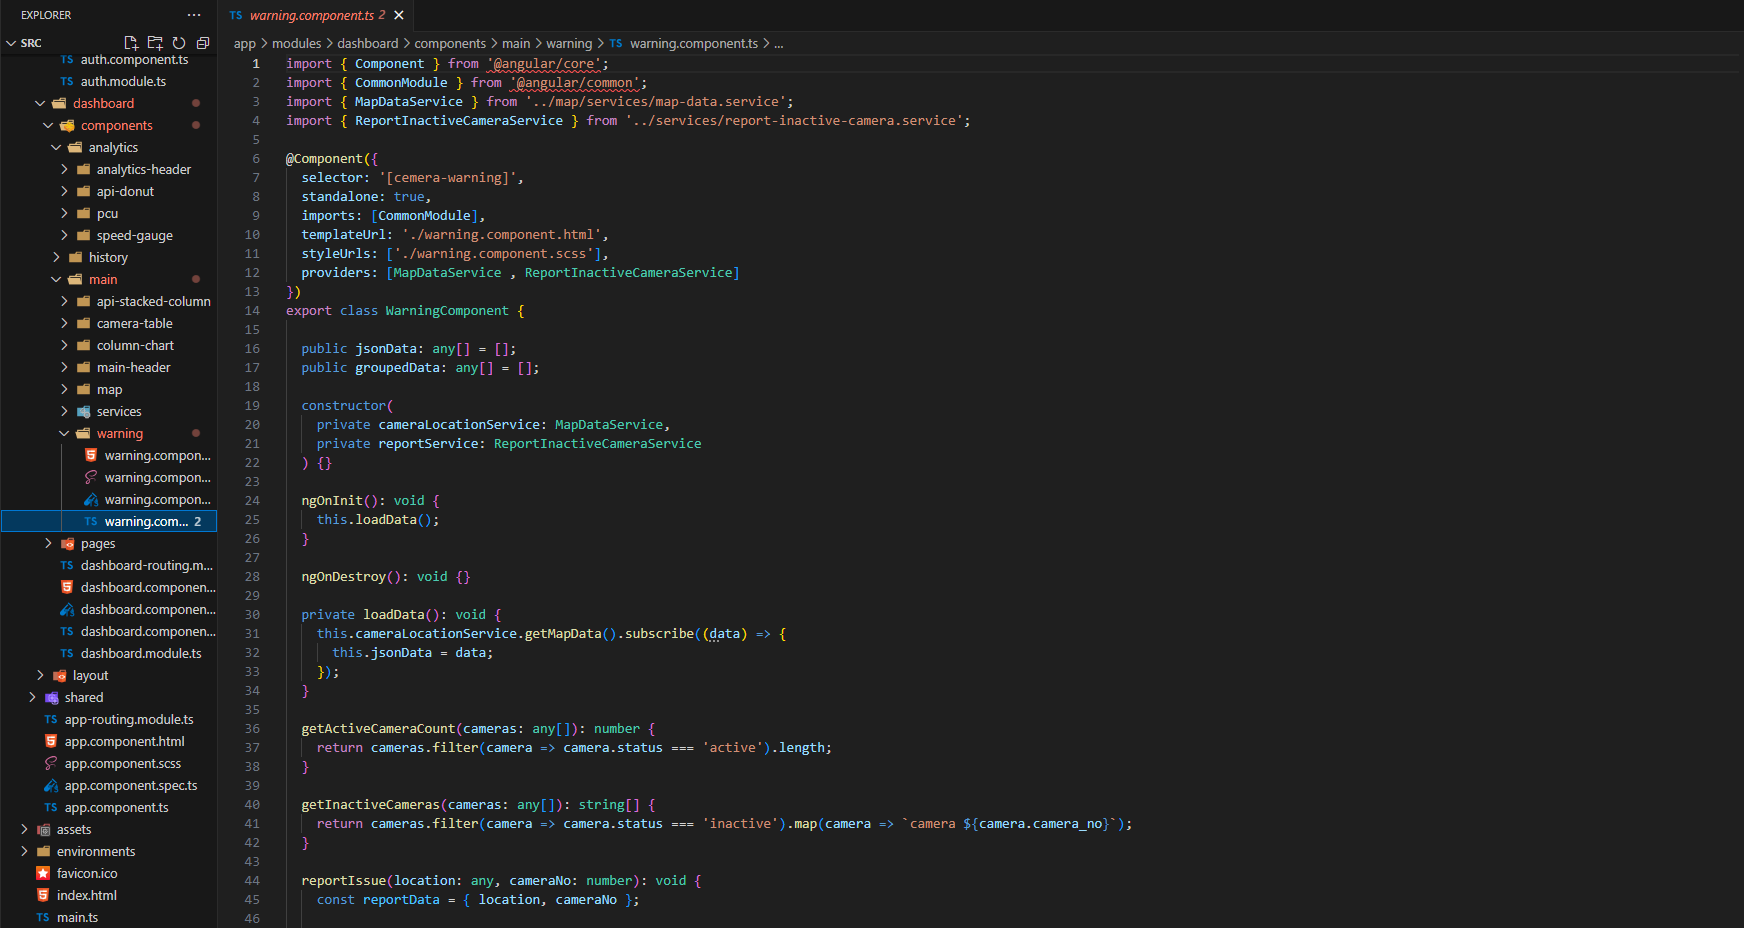 EXPLORER
SRC
auth.component.ts
TS auth.module.ts
dashboard
components
analytics
analytics-header
api-donut
pcu
speed-gauge
history
main
api-stacked-column
camera-table
column-chart
main-header
map
services
warning
warning.compon...
warning.compon...
warning.compon...
TS warning.com... 2
pages
TS dashboard-routing.m...
dashboard.componen...
dashboard.componen...
TS dashboard.componen...
TS dashboard.module.ts
layout
shared
TS app-routing.module.ts
app.component.html
app.component.scss
app.component.spec.ts
TS app.component.ts
assets
environments
favicon.ico
index.html
TS main.ts
TS warning.component.ts 2
app > modules > dashboard > components > main > warning > TS warning.component.ts > ...
1 import { Component } from '@angular/core';
2 import { CommonModule } from '@angular/common';
3 import { MapDataService } from '../map/services/map-data.service';
4 import { ReportInactiveCameraService } from '../services/report-inactive-camera.service';
5
6 @Component({
7 selector: '[cemera-warning]',
8 standalone: true,
9 imports: [CommonModule],
10 templateUrl: './warning.component.html',
11 styleUrls: ['./warning.component.scss'],
12 providers: [MapDataService , ReportInactiveCameraService]
13 })
14 export class WarningComponent {
15
16 public jsonData: any[] = [];
17 public groupedData: any[] = [];
18
19 constructor(
20 private cameraLocationService: MapDataService,
21 private reportService: ReportInactiveCameraService
22 ) {}
23
24 ngOnInit(): void {
25 this.loadData();
26 }
27
28 ngOnDestroy(): void {}
29
30 private loadData(): void {
31 this.cameraLocationService.getMapData().subscribe((data) => {
32 this.jsonData = data;
33 });
34 }
35
36 getActiveCameraCount(cameras: any[]): number {
37 return cameras.filter(camera => camera.status === 'active').length;
38 }
39
40 getInactiveCameras(cameras: any[]): string[] {
41 return cameras.filter(camera => camera.status === 'inactive').map(camera => `camera ${camera.camera_no}`);
42 }
43
44 reportIssue(location: any, cameraNo: number): void {
45 const reportData = { location, cameraNo };
46